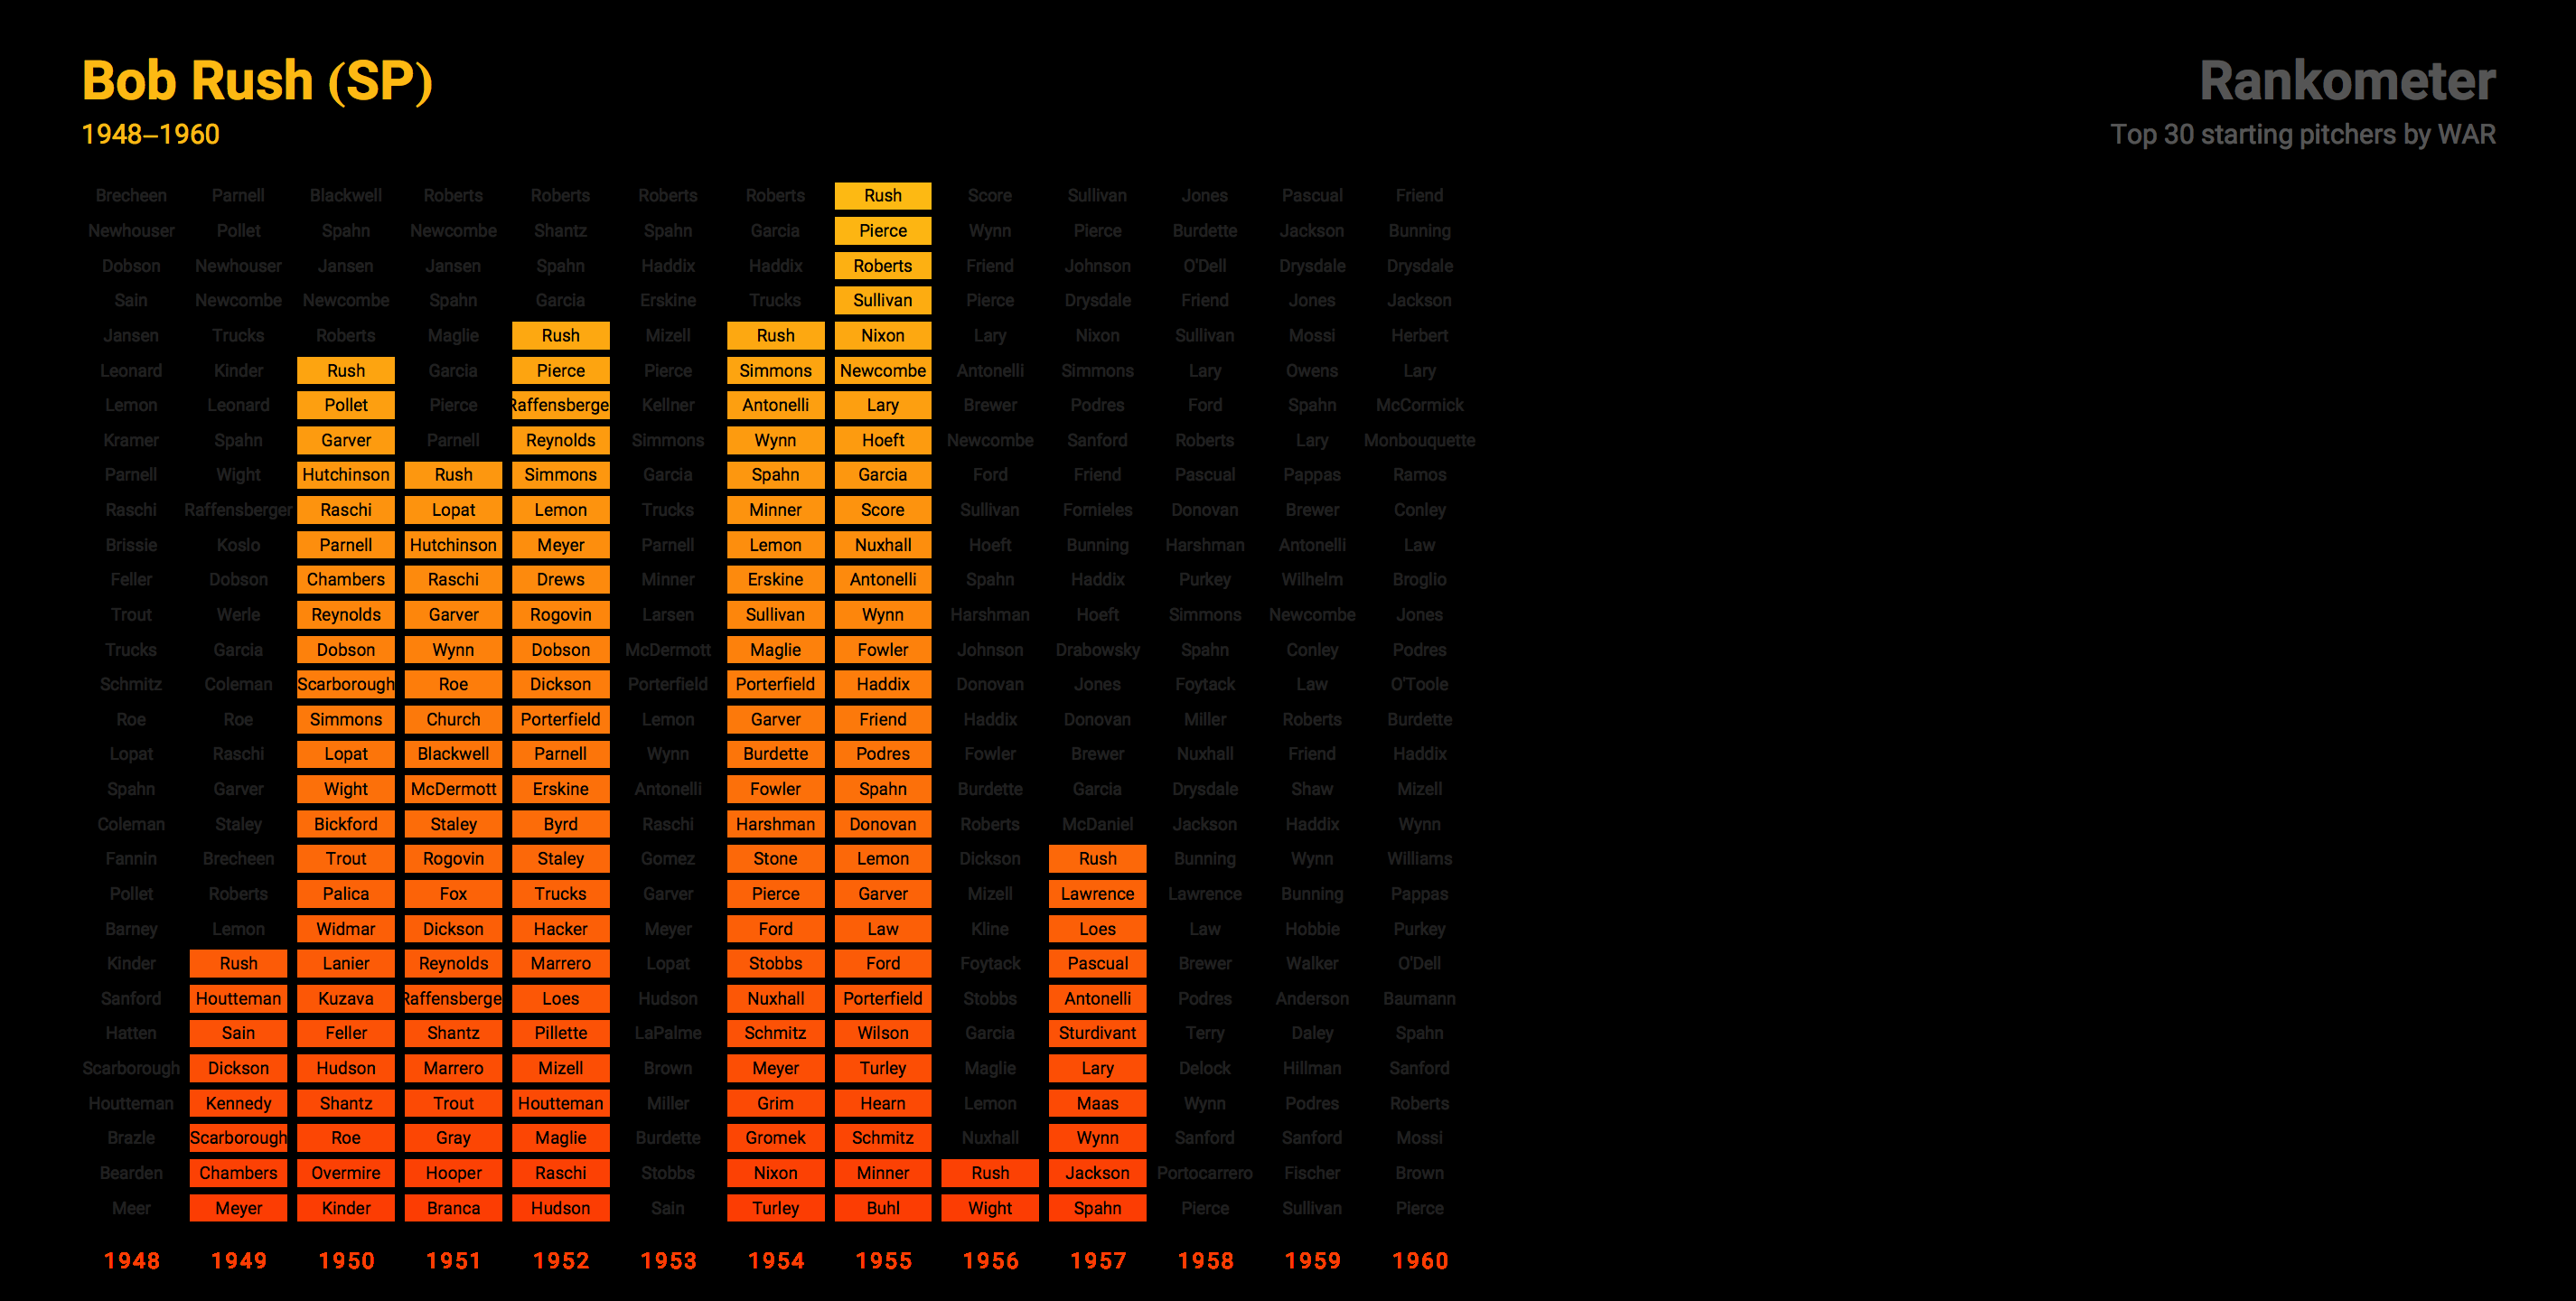 Bob Rush (SP)
Rankometer
1948–1960
Top 30 starting pitchers by WAR
Brecheen Parnell Blackwell Roberts Roberts Roberts Roberts Rush Score Sullivan Jones Pascual Friend
Newhouser Pollet Spahn Newcombe Shantz Spahn Garcia Pierce Wynn Pierce Burdette Jackson Bunning
Dobson Newhouser Jansen Jansen Spahn Haddix Haddix Roberts Friend Johnson O'Dell Drysdale Drysdale
Sain Newcombe Newcombe Spahn Garcia Erskine Trucks Sullivan Pierce Drysdale Friend Jones Jackson
Jansen Trucks Roberts Maglie Rush Mizell Rush Nixon Lary Nixon Sullivan Mossi Herbert
Leonard Kinder Rush Garcia Pierce Pierce Simmons Newcombe Antonelli Simmons Lary Owens Lary
Lemon Leonard Pollet Pierce Raffensberge Kellner Antonelli Lary Brewer Podres Ford Spahn McCormick
Kramer Spahn Garver Parnell Reynolds Simmons Wynn Hoeft Newcombe Sanford Roberts Lary Monbouquette
Parnell Wight Hutchinson Rush Simmons Garcia Spahn Garcia Ford Friend Pascual Pappas Ramos
Raschi Raffensberger Raschi Lopat Lemon Trucks Minner Score Sullivan Fornieles Donovan Brewer Conley
Brissie Koslo Parnell Hutchinson Meyer Parnell Lemon Nuxhall Hoeft Bunning Harshman Antonelli Law
Feller Dobson Chambers Raschi Drews Minner Erskine Antonelli Spahn Haddix Purkey Wilhelm Broglio
Trout Werle Reynolds Garver Rogovin Larsen Sullivan Wynn Harshman Hoeft Simmons Newcombe Jones
Trucks Garcia Dobson Wynn Dobson McDermott Maglie Fowler Johnson Drabowsky Spahn Conley Podres
Schmitz Coleman Scarborough Roe Dickson Porterfield Porterfield Haddix Donovan Jones Foytack Law O'Toole
Roe Roe Simmons Church Porterfield Lemon Garver Friend Haddix Donovan Miller Roberts Burdette
Lopat Raschi Lopat Blackwell Parnell Wynn Burdette Podres Fowler Brewer Nuxhall Friend Haddix
Spahn Garver Wight McDermott Erskine Antonelli Fowler Spahn Burdette Garcia Drysdale Shaw Mizell
Coleman Staley Bickford Staley Byrd Raschi Harshman Donovan Roberts McDaniel Jackson Haddix Wynn
Fannin Brecheen Trout Rogovin Staley Gomez Stone Lemon Dickson Rush Bunning Wynn Williams
Pollet Roberts Palica Fox Trucks Garver Pierce Garver Mizell Lawrence Lawrence Bunning Pappas
Barney Lemon Widmar Dickson Hacker Meyer Ford Law Kline Loes Law Hobbie Purkey
Kinder Rush Lanier Reynolds Marrero Lopat Stobbs Ford Foytack Pascual Brewer Walker O'Dell
Sanford Houtteman Kuzava Raffensberge Loes Hudson Nuxhall Porterfield Stobbs Antonelli Podres Anderson Baumann
Hatten Sain Feller Shantz Pillette LaPalme Schmitz Wilson Garcia Sturdivant Terry Daley Spahn
Scarborough Dickson Hudson Marrero Mizell Brown Meyer Turley Maglie Lary Delock Hillman Sanford
Houtteman Kennedy Shantz Trout Houtteman Miller Grim Hearn Lemon Maas Wynn Podres Roberts
Brazle Scarborough Roe Gray Maglie Burdette Gromek Schmitz Nuxhall Wynn Sanford Sanford Mossi
Bearden Chambers Overmire Hooper Raschi Stobbs Nixon Minner Rush Jackson Portocarrero Fischer Brown
Meer Meyer Kinder Branca Hudson Sain Turley Buhl Wight Spahn Pierce Sullivan Pierce
1948 1949 1950 1951 1952 1953 1954 1955 1956 1957 1958 1959 1960